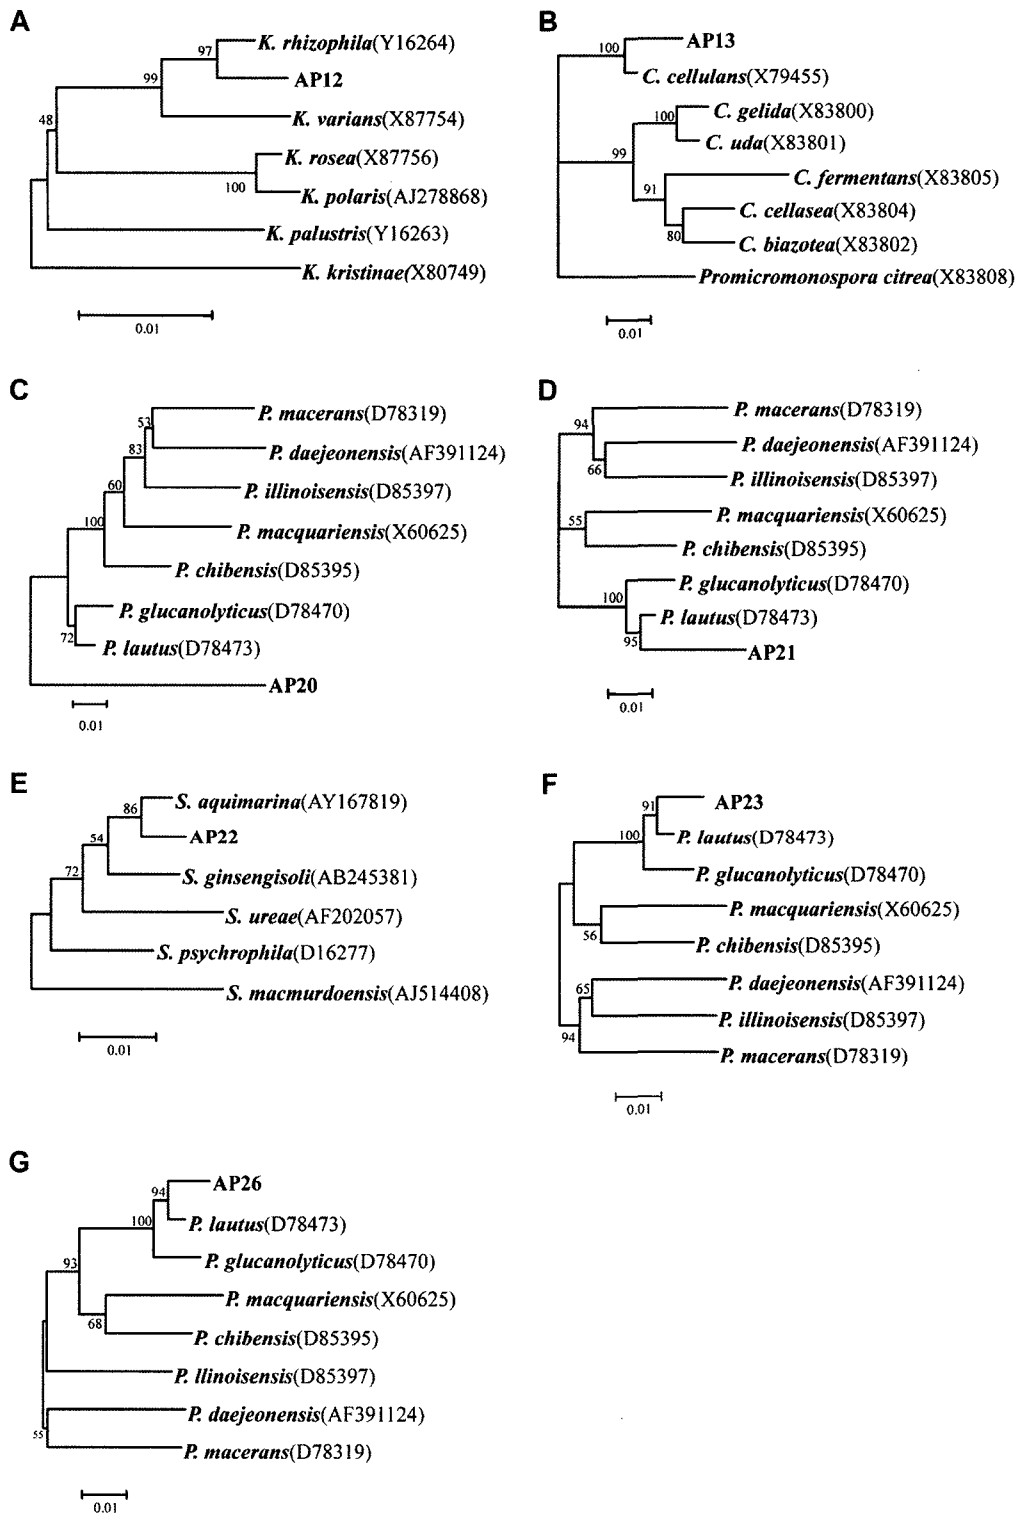 A
K. rhizophila(Y16264)
97
AP12
99
K. varians(X87754)
48
K. rosea(X87756)
100
K. polaris(AJ278868)
K. palustris(Y16263)
K. kristinae(X80749)
0.01
B
AP13
100
C. cellulans(X79455)
C. gelida(X83800)
100
C. uda(X83801)
99
C. fermentans(X83805)
91
C. cellasea(X83804)
80
C. biazotea(X83802)
Promicromonospora citrea(X83808)
0.01
C
P. macerans(D78319)
53
P. daejeonensis(AF391124)
83
P. illinoisensis(D85397)
60
P. macquariensis(X60625)
100
P. chibensis(D85395)
P. glucanolyticus(D78470)
72
P. lautus(D78473)
AP20
0.01
D
P. macerans(D78319)
94
P. daejeonensis(AF391124)
66
P. illinoisensis(D85397)
P. macquariensis(X60625)
55
P. chibensis(D85395)
P. glucanolyticus(D78470)
100
P. lautus(D78473)
95
AP21
0.01
E
S. aquimarina(AY167819)
86
AP22
54
S. ginsengisoli(AB245381)
72
S. ureae(AF202057)
S. psychrophila(D16277)
S. macmurdoensis(AJ514408)
0.01
F
AP23
91
P. lautus(D78473)
100
P. glucanolyticus(D78470)
P. macquariensis(X60625)
56
P. chibensis(D85395)
P. daejeonensis(AF391124)
65
P. illinoisensis(D85397)
94
P. macerans(D78319)
0.01
G
AP26
94
P. lautus(D78473)
100
P. glucanolyticus(D78470)
93
P. macquariensis(X60625)
68
P. chibensis(D85395)
P. llinoisensis(D85397)
P. daejeonensis(AF391124)
55
P. macerans(D78319)
0.01